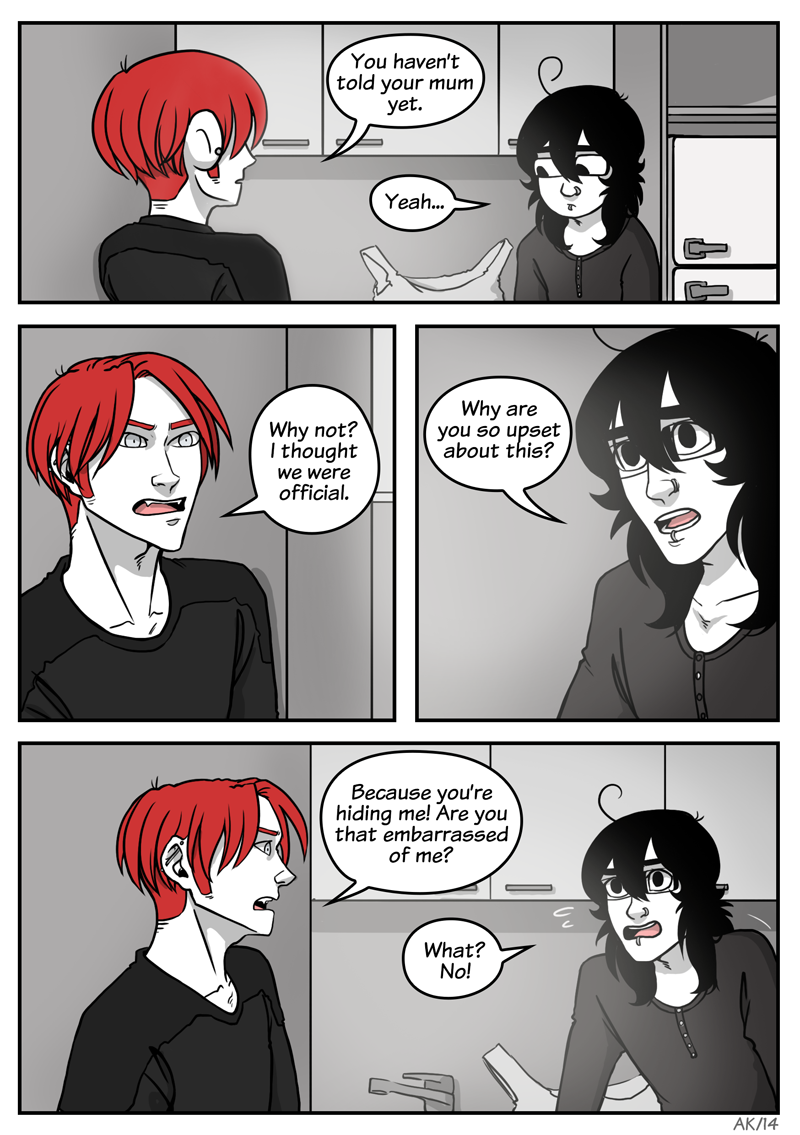 You haven't
told your mum
yet.
Yeah...
Why not?
I thought
we were
official.
Why are
you so upset
about this?
Because you're
hiding me! Are you
that embarrassed
of me?
What?
No!
AK/14